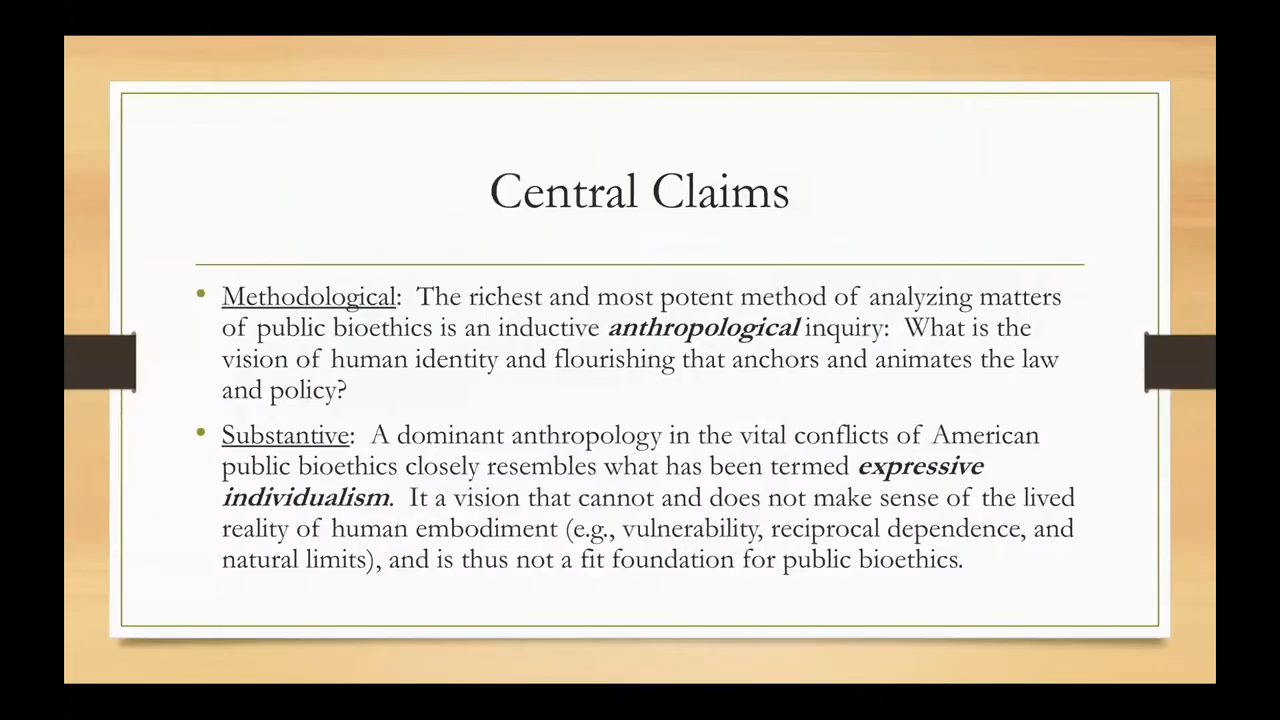 Central Claims
• Methodological: The richest and most potent method of analyzing matters
of public bioethics is an inductive anthropological inquiry: What is the
vision of human identity and flourishing that anchors and animates the law
and policy?
• Substantive: A dominant anthropology in the vital conflicts of American
public bioethics closely resembles what has been termed expressive
individualism. It a vision that cannot and does not make sense of the lived
reality of human embodiment (e.g., vulnerability, reciprocal dependence, and
natural limits), and is thus not a fit foundation for public bioethics.